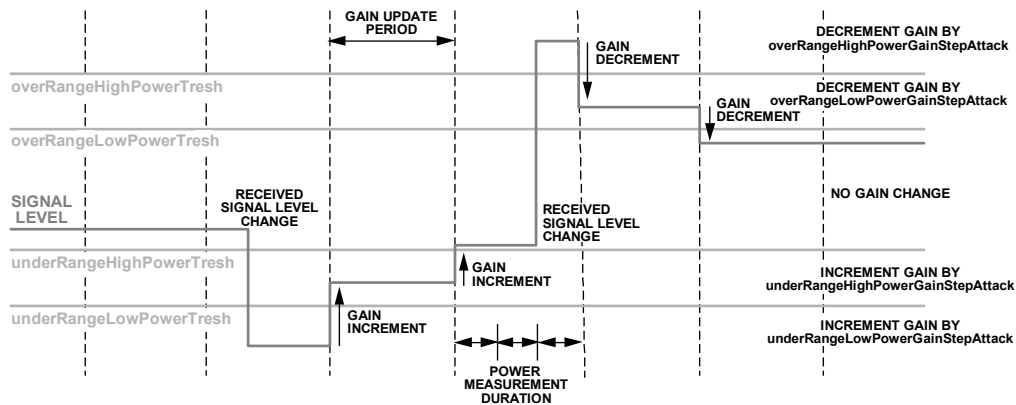 GAIN UPDATE
PERIOD
DECREMENT GAIN BY
overRangeHighPowerGainStepAttack
GAIN
DECREMENT
overRangeHighPowerTresh
DECREMENT GAIN BY
overRangeLowPowerGainStepAttack
GAIN
DECREMENT
overRangeLowPowerTresh
SIGNAL
LEVEL
RECEIVED
SIGNAL LEVEL
CHANGE
RECEIVED
SIGNAL LEVEL
CHANGE
NO GAIN CHANGE
underRangeHighPowerTresh
GAIN
INCREMENT
INCREMENT GAIN BY
underRangeHighPowerGainStepAttack
underRangeLowPowerTresh
GAIN
INCREMENT
INCREMENT GAIN BY
underRangeLowPowerGainStepAttack
POWER
MEASUREMENT
DURATION